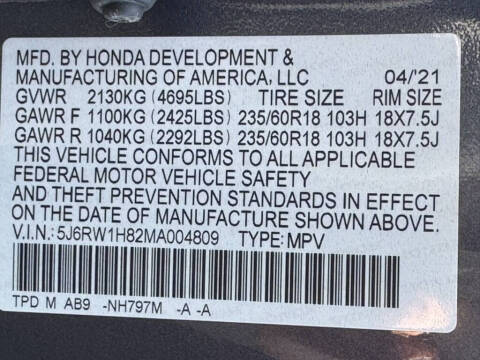 MFD. BY HONDA DEVELOPMENT &
MANUFACTURING OF AMERICA, LLC 04/'21
GVWR 2130KG (4695LBS) TIRE SIZE RIM SIZE
GAWR F 1100KG (2425LBS) 235/60R18 103H 18X7.5J
GAWR R 1040KG (2292LBS) 235/60R18 103H 18X7.5J
THIS VEHICLE CONFORMS TO ALL APPLICABLE
FEDERAL MOTOR VEHICLE SAFETY
AND THEFT PREVENTION STANDARDS IN EFFECT
ON THE DATE OF MANUFACTURE SHOWN ABOVE.
V.I.N.: 5J6RW1H82MA004809 TYPE: MPV
TPD M AB9 -NH797M -A -A